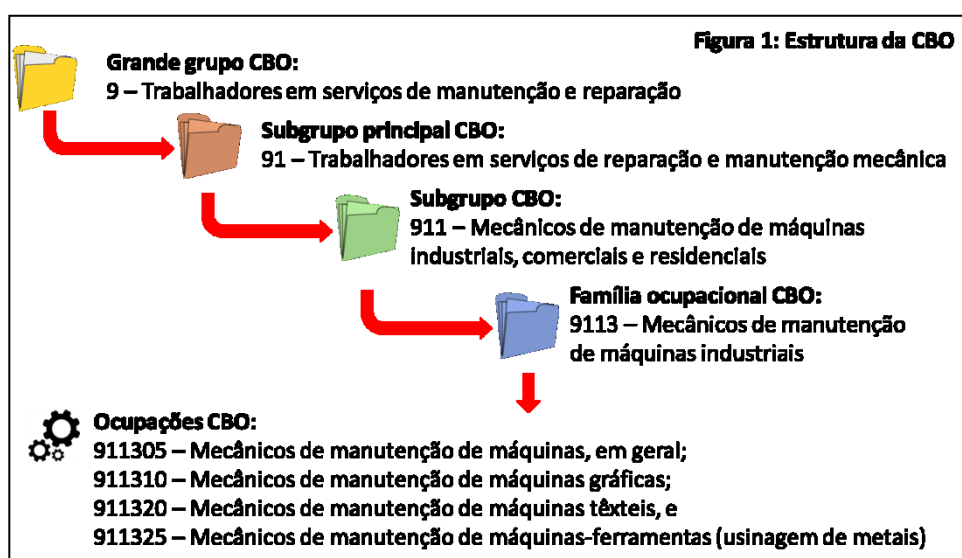 Figura 1: Estrutura da CBO
Grande grupo CBO:
9 – Trabalhadores em serviços de manutenção e reparação
Subgrupo principal CBO:
91 – Trabalhadores em serviços de reparação e manutenção mecânica
Subgrupo CBO:
911 – Mecânicos de manutenção de máquinas
industriais, comerciais e residenciais
Família ocupacional CBO:
9113 – Mecânicos de manutenção
de máquinas industriais
Ocupações CBO:
911305 – Mecânicos de manutenção de máquinas, em geral;
911310 – Mecânicos de manutenção de máquinas gráficas;
911320 – Mecânicos de manutenção de máquinas têxteis, e
911325 – Mecânicos de manutenção de máquinas-ferramentas (usinagem de metais)